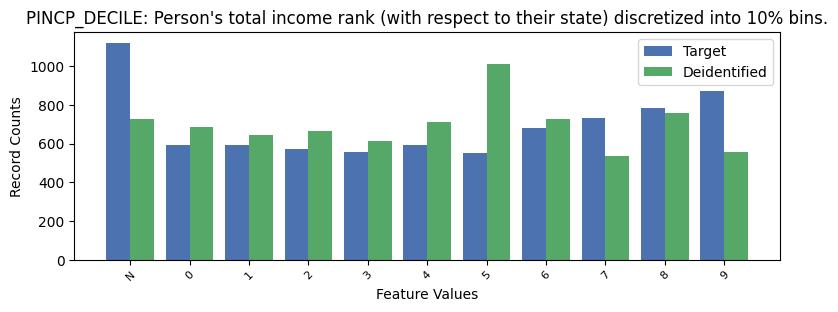 PINCP_DECILE: Person's total income rank (with respect to their state) discretized into 10% bins.
Target
Deidentified
Record Counts
1000
800
600
400
200
0
N 0 1 2 3 4 5 6 7 8 9
Feature Values